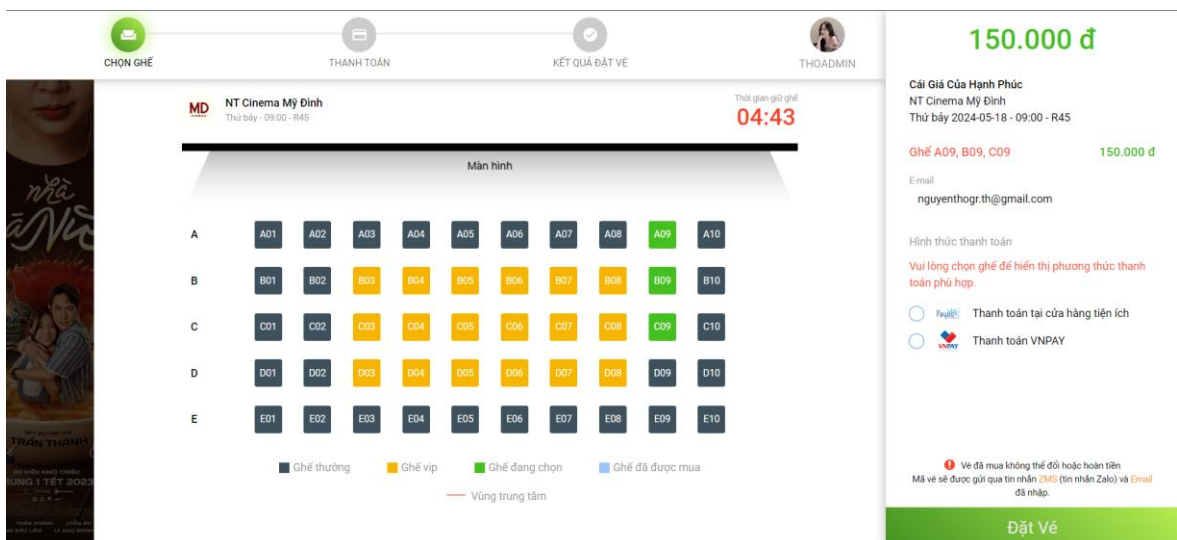 CHỌN GHẾ
THANH TOÁN
KẾT QUẢ ĐẶT VÉ
THOADMIN
MD
NT Cinema Mỹ Đình
Thứ bảy - 09:00 - R45
Thời gian giữ ghế
04:43
Màn hình
A A01 A02 A03 A04 A05 A06 A07 A08 A09 A10
B B01 B02 B03 B04 B05 B06 B07 B08 B09 B10
C C01 C02 C03 C04 C05 C06 C07 C08 C09 C10
D D01 D02 D03 D04 D05 D06 D07 D08 D09 D10
E E01 E02 E03 E04 E05 E06 E07 E08 E09 E10
Ghế thường Ghế vip Ghế đang chọn Ghế đã được mua
Vùng trung tâm
nhà
Nữ
TRẤN THÀNH
MÙNG 1 TẾT 2023
150.000 đ
Cái Giá Của Hạnh Phúc
NT Cinema Mỹ Đình
Thứ bảy 2024-05-18 - 09:00 - R45
Ghế A09, B09, C09 150.000 đ
E-mail
nguyenthogr.th@gmail.com
Hình thức thanh toán
Vui lòng chọn ghế để hiển thị phương thức thanh
toán phù hợp.
Thanh toán tại cửa hàng tiện ích
VNPAY Thanh toán VNPAY
Vé đã mua không thể đổi hoặc hoàn tiền
Mã vé sẽ được gửi qua tin nhắn ZMS (tin nhắn Zalo) và Email
đã nhập.
Đặt Vé